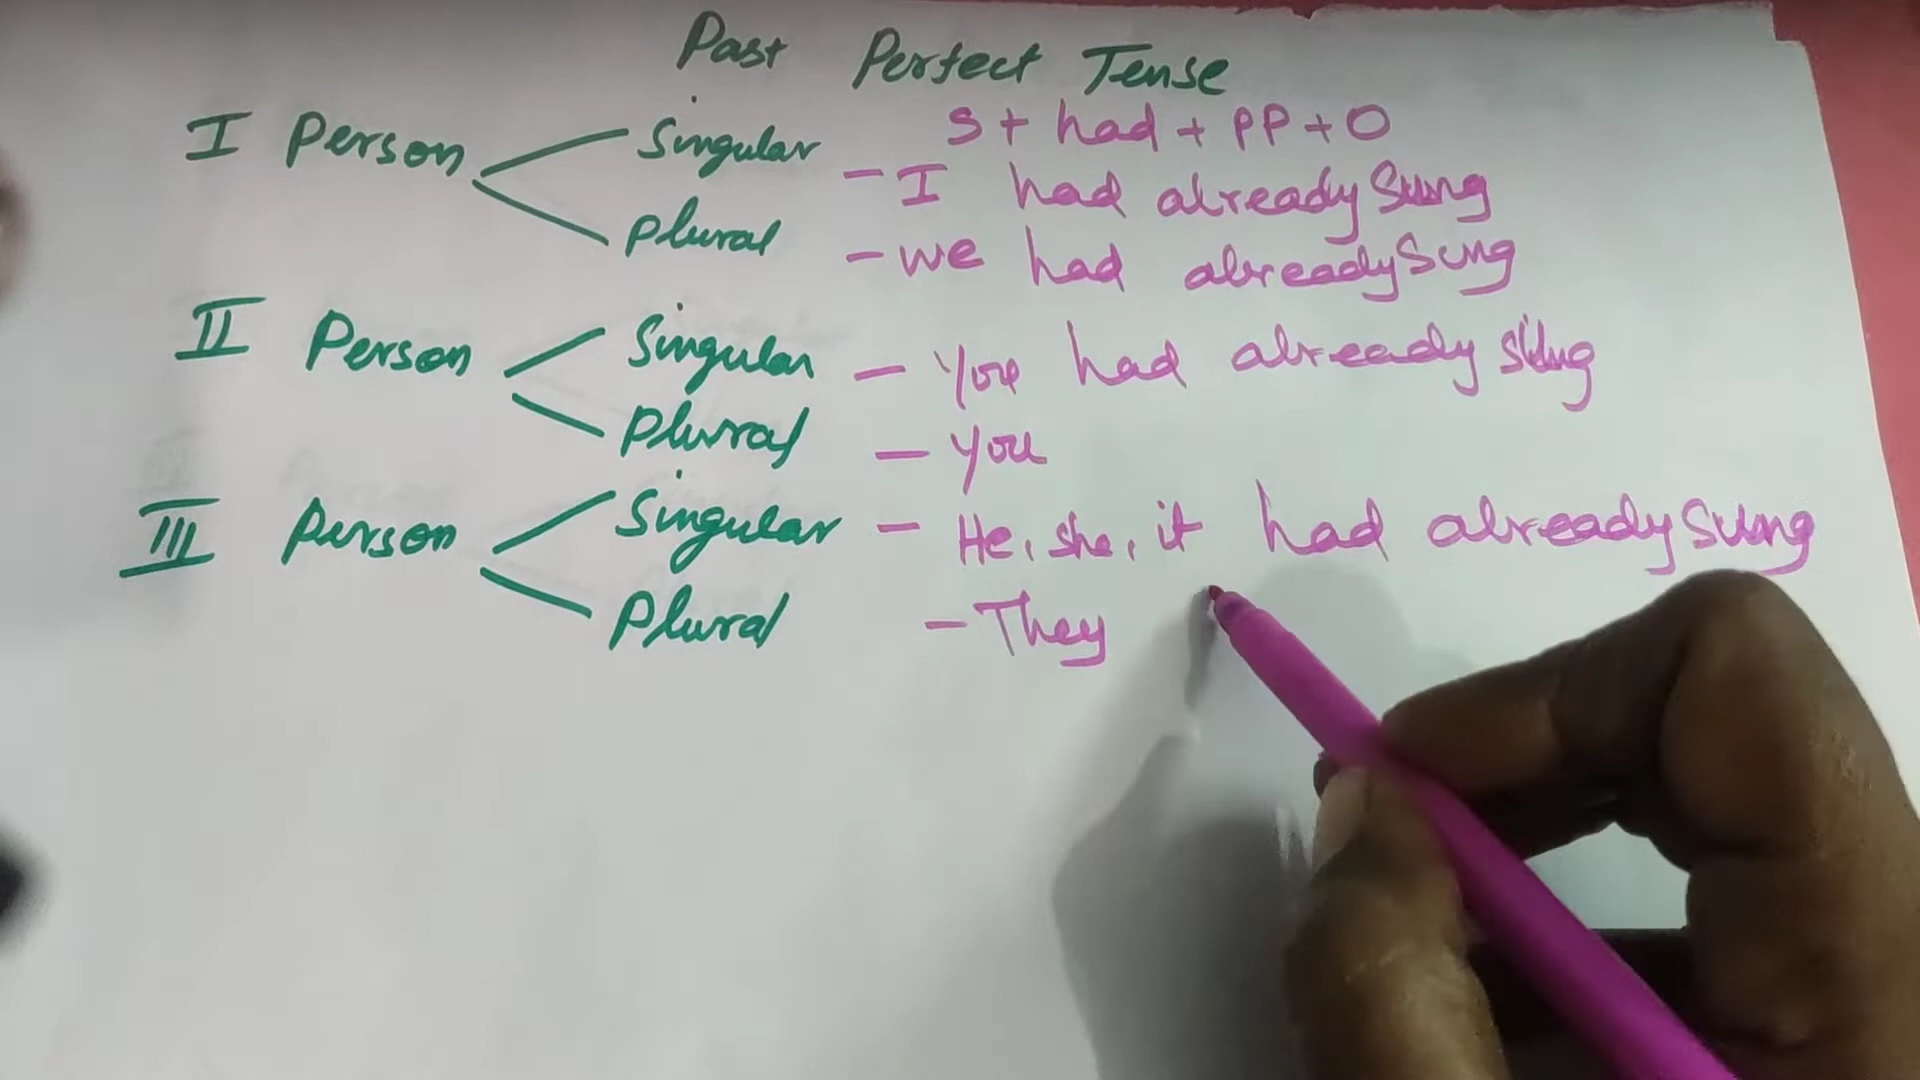 Past Perfect Tense
S + had + PP + O
I Person Singular - I had already Sung
Plural - we had already Sung
II Person Singular - You had already sung
Plural - You
III Person Singular - He, she, it had already Sung
Plural - They